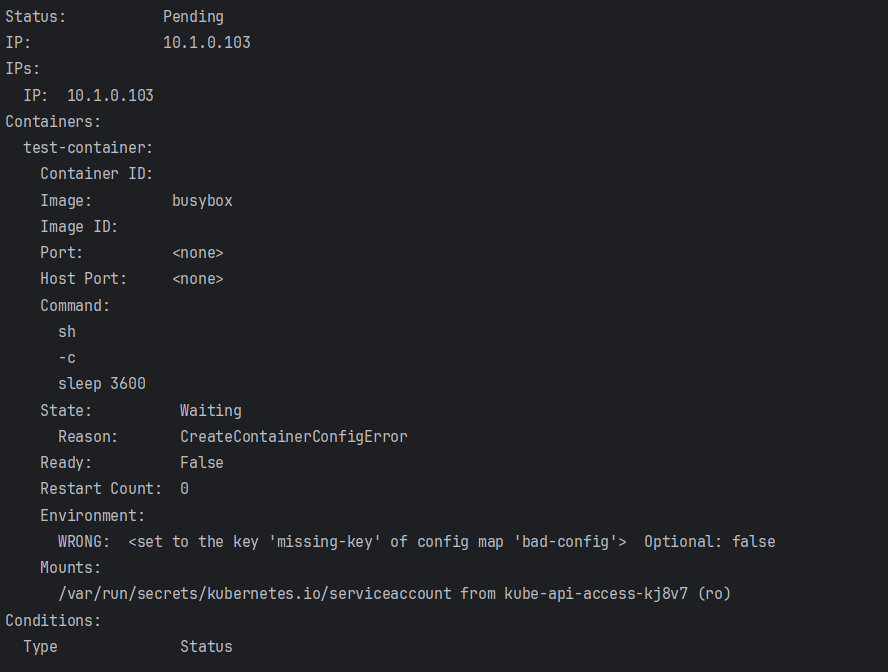 Status:           Pending
IP:               10.1.0.103
IPs:
  IP:  10.1.0.103
Containers:
  test-container:
    Container ID:
    Image:         busybox
    Image ID:
    Port:          <none>
    Host Port:     <none>
    Command:
      sh
      -c
      sleep 3600
    State:          Waiting
      Reason:       CreateContainerConfigError
    Ready:          False
    Restart Count:  0
    Environment:
      WRONG:  <set to the key 'missing-key' of config map 'bad-config'>  Optional: false
    Mounts:
      /var/run/secrets/kubernetes.io/serviceaccount from kube-api-access-kj8v7 (ro)
Conditions:
  Type              Status